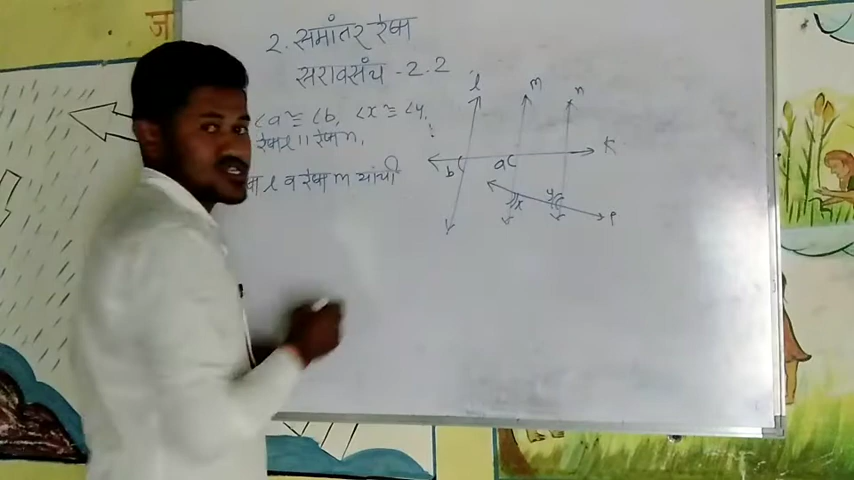 ज
2. समांतर रेषा
सरावसंच - 2.2
∠a ≅ ∠b, ∠x ≅ ∠y,
रेषा l || रेषा n,
l व रेषा m यांची
l m n
K
b a
x y
P